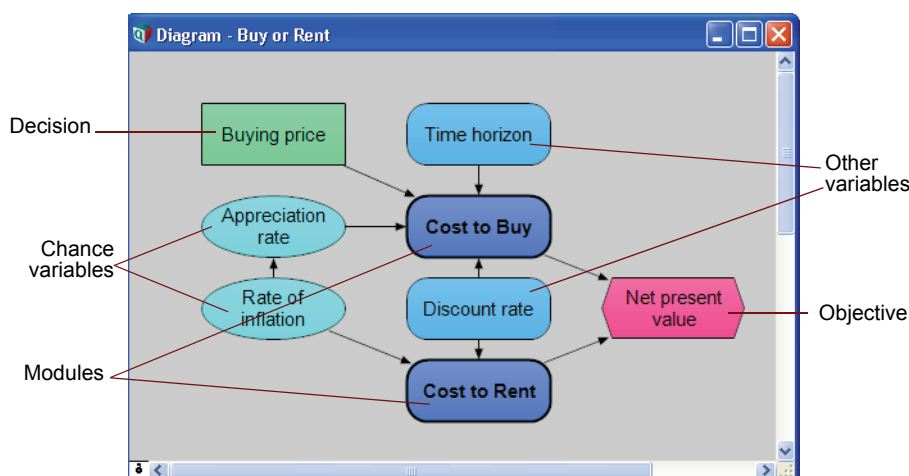 Diagram - Buy or Rent
Decision
Buying price
Time horizon
Other
variables
Appreciation
rate
Cost to Buy
Chance
variables
Rate of
inflation
Discount rate
Net present
value
Objective
Modules
Cost to Rent